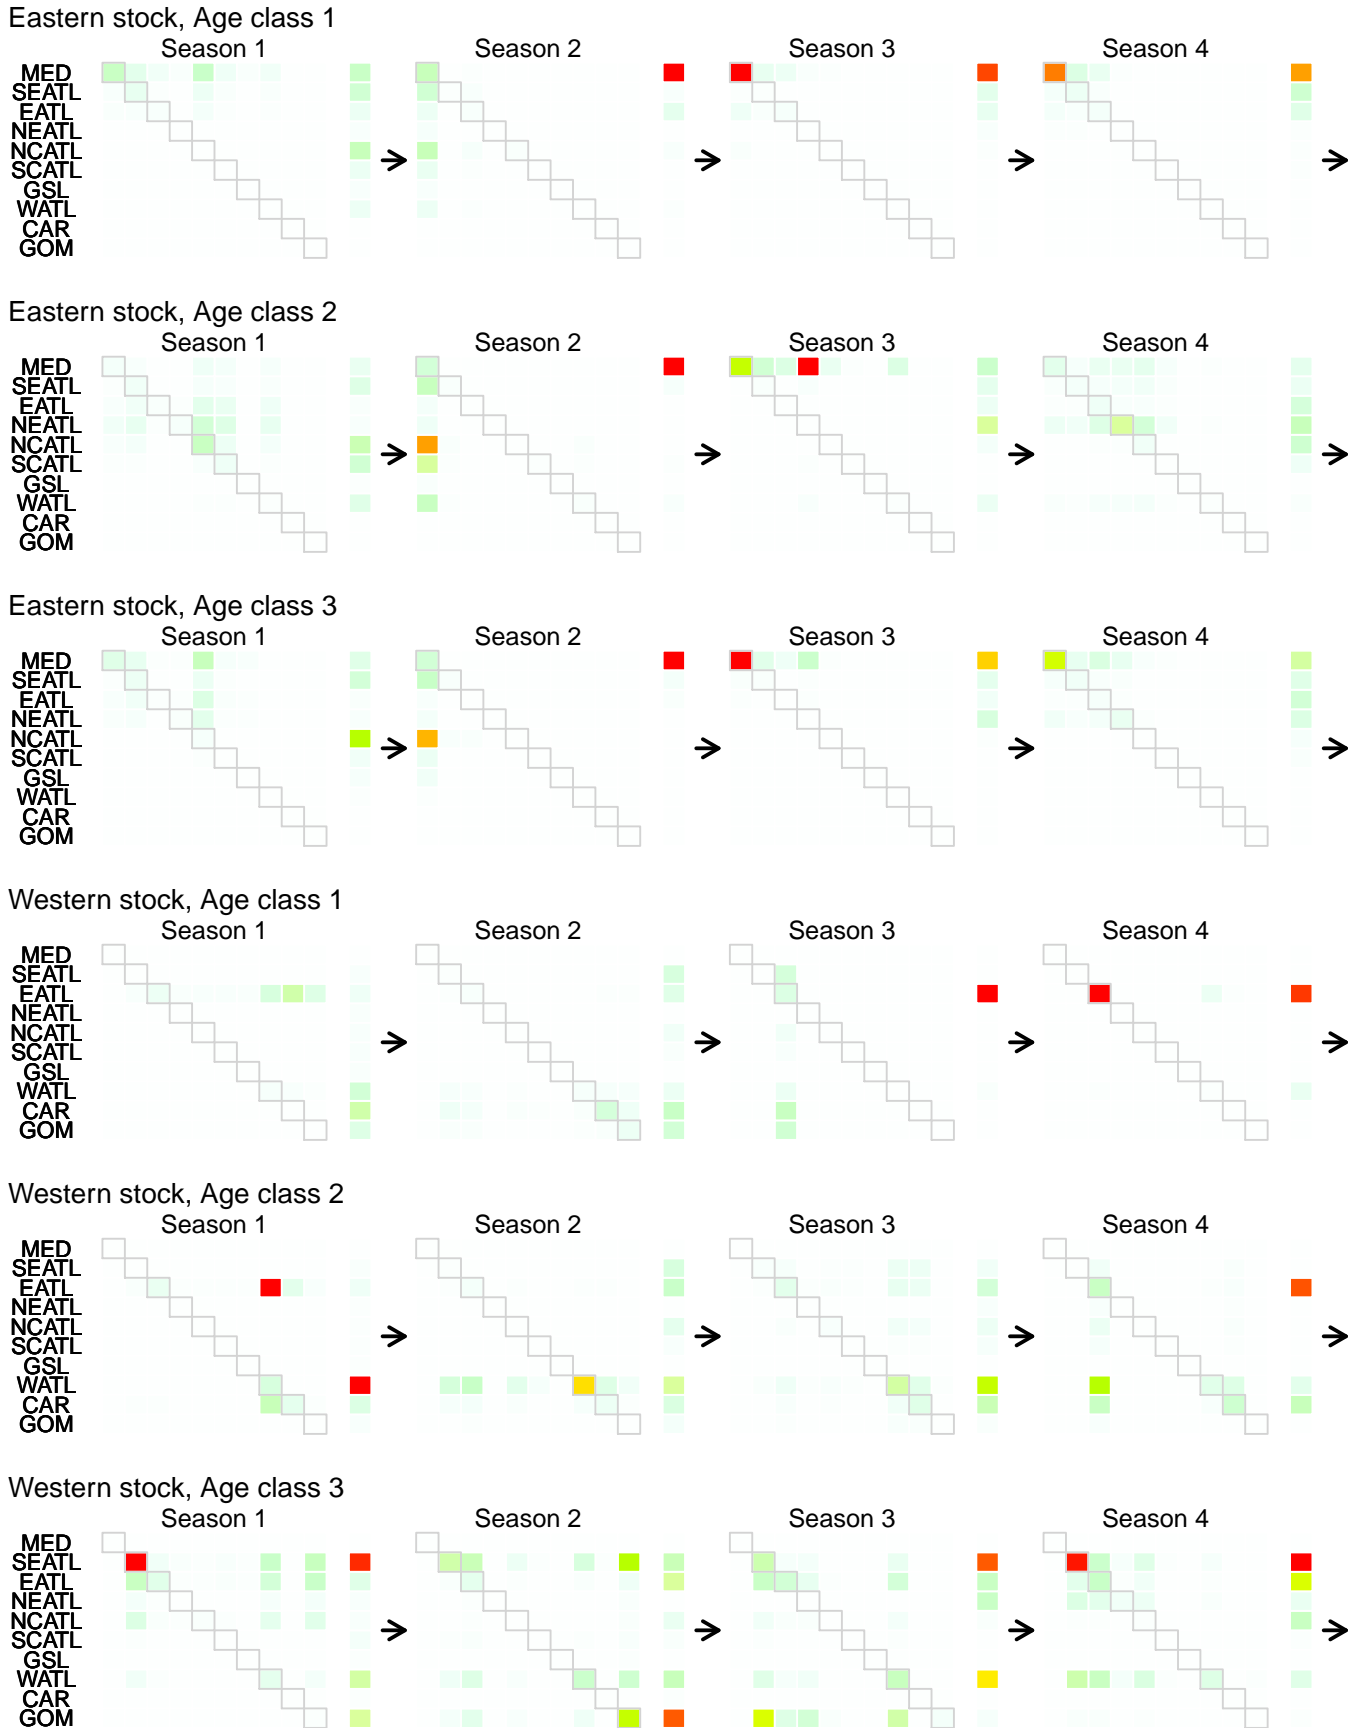 Eastern stock, Age class 1
Season 1 Season 2 Season 3 Season 4
MED
SEATL
EATL
NEATL
NCATL
SCATL
GSL
WATL
CAR
GOM
Eastern stock, Age class 2
Season 1 Season 2 Season 3 Season 4
MED
SEATL
EATL
NEATL
NCATL
SCATL
GSL
WATL
CAR
GOM
Eastern stock, Age class 3
Season 1 Season 2 Season 3 Season 4
MED
SEATL
EATL
NEATL
NCATL
SCATL
GSL
WATL
CAR
GOM
Western stock, Age class 1
Season 1 Season 2 Season 3 Season 4
MED
SEATL
EATL
NEATL
NCATL
SCATL
GSL
WATL
CAR
GOM
Western stock, Age class 2
Season 1 Season 2 Season 3 Season 4
MED
SEATL
EATL
NEATL
NCATL
SCATL
GSL
WATL
CAR
GOM
Western stock, Age class 3
Season 1 Season 2 Season 3 Season 4
MED
SEATL
EATL
NEATL
NCATL
SCATL
GSL
WATL
CAR
GOM